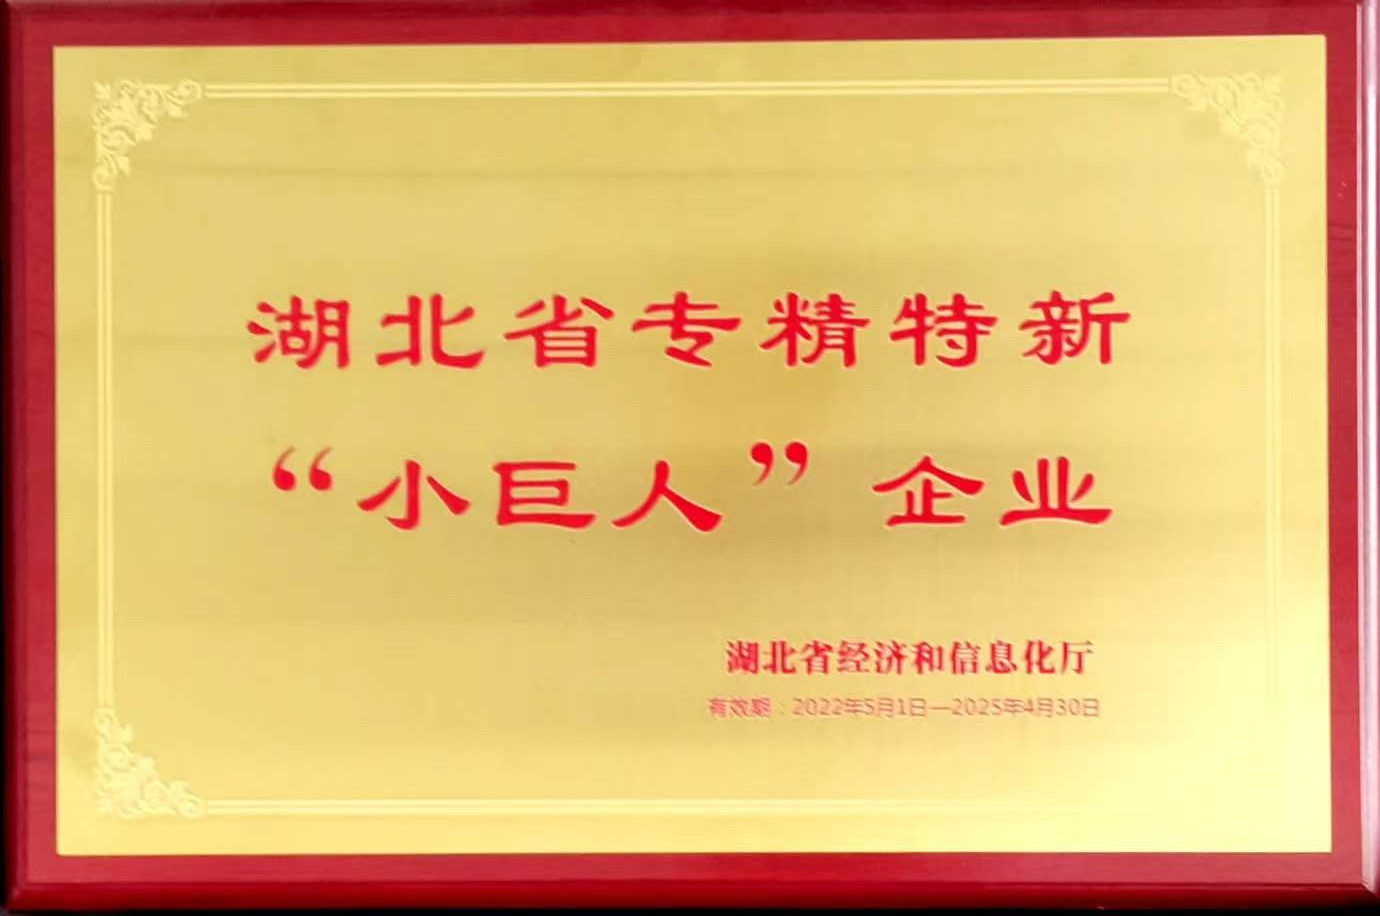 湖北省专精特新
“小巨人”企业
湖北省经济和信息化厅
有效期：2022年5月1日—2025年4月30日